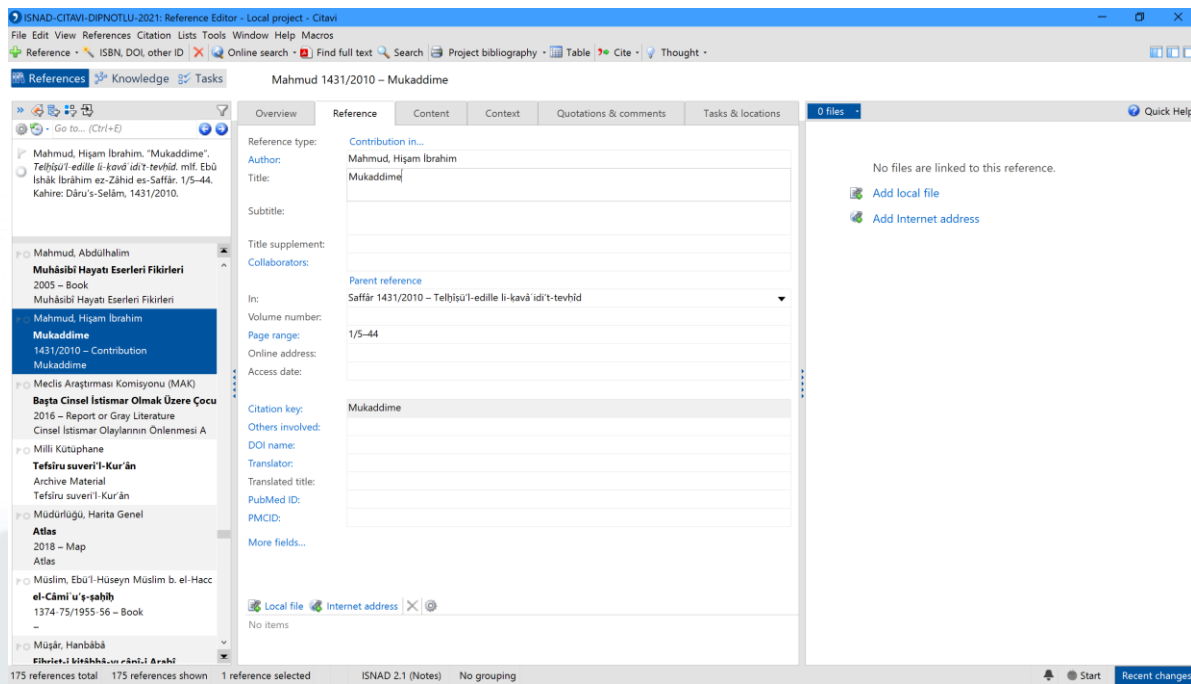 ISNAD-CITAVI-DIPNOTLU-2021: Reference Editor - Local project - Citavi
File Edit View References Citation Lists Tools Window Help Macros
Reference ISBN, DOI, other ID Online search Find full text Search Project bibliography Table Cite Thought
References Knowledge Tasks
Mahmud 1431/2010 – Mukaddime
Go to... (Ctrl+E)
Mahmud, Hişam İbrahim. "Mukaddime".
Telḫîṣü'l-edille li-ḳavâʿidi't-tevḥîd. mlf. Ebû
İshâk İbrâhim ez-Zâhid es-Saffâr. 1/5–44.
Kahire: Dâru's-Selâm, 1431/2010.
Mahmud, Abdülhalim
Muhâsibî Hayatı Eserleri Fikirleri
2005 – Book
Muhâsibî Hayatı Eserleri Fikirleri
Mahmud, Hişam İbrahim
Mukaddime
1431/2010 – Contribution
Mukaddime
Meclis Araştırması Komisyonu (MAK)
Başta Cinsel İstismar Olmak Üzere Çocu
2016 – Report or Gray Literature
Cinsel İstismar Olaylarının Önlenmesi A
Milli Kütüphane
Tefsîru suveri'l-Kur'ân
Archive Material
Tefsîru suveri'l-Kur'ân
Müdürlüğü, Harita Genel
Atlas
2018 – Map
Atlas
Müslim, Ebü'l-Hüseyn Müslim b. el-Hacc
el-Câmiʿu'ṣ-ṣaḥîḥ
1374-75/1955-56 – Book
–
Müşâr, Hanbâbâ
Fihrist-i kitâbhâ-yı çâpî-i Arabî
Overview Reference Content Context Quotations & comments Tasks & locations
Reference type: Contribution in...
Author: Mahmud, Hişam İbrahim
Title: Mukaddime
Subtitle:
Title supplement:
Collaborators:
Parent reference
In: Saffâr 1431/2010 – Telḫîṣü'l-edille li-ḳavâʿidi't-tevḥîd
Volume number:
Page range: 1/5–44
Online address:
Access date:
Citation key: Mukaddime
Others involved:
DOI name:
Translator:
Translated title:
PubMed ID:
PMCID:
More fields...
Local file Internet address
No items
0 files
Quick Help
No files are linked to this reference.
Add local file
Add Internet address
175 references total 175 references shown 1 reference selected ISNAD 2.1 (Notes) No grouping Start Recent changes